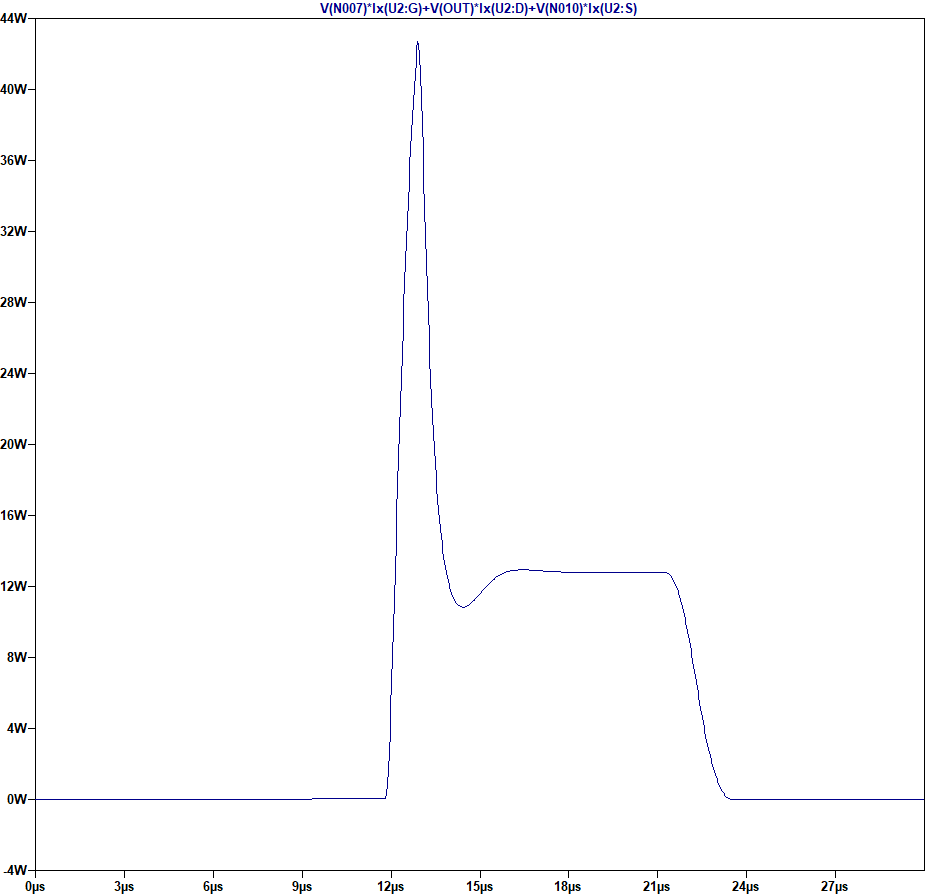 V(N007)*Ix(U2:G)+V(OUT)*Ix(U2:D)+V(N010)*Ix(U2:S)
44W
40W
36W
32W
28W
24W
20W
16W
12W
8W
4W
0W
-4W
0µs 3µs 6µs 9µs 12µs 15µs 18µs 21µs 24µs 27µs